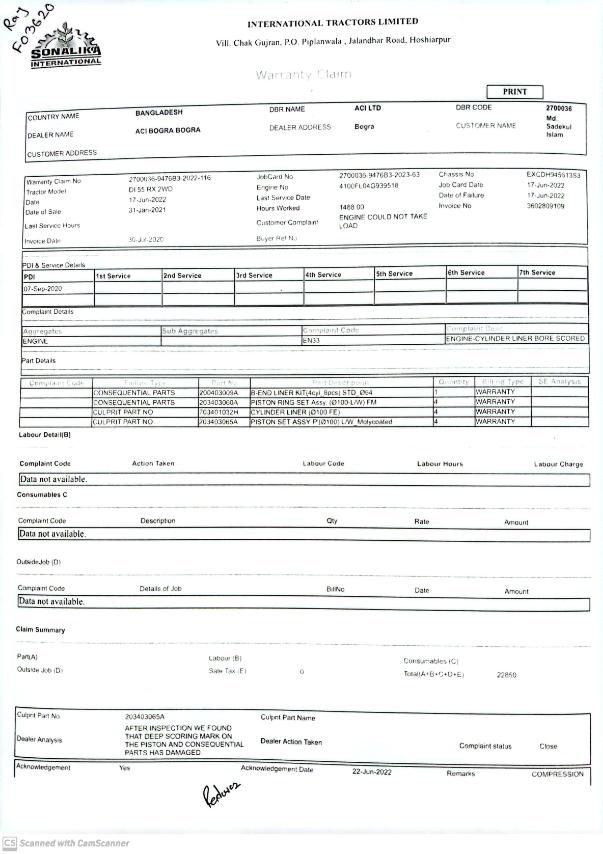 Raj
F03620
SONALIKA
INTERNATIONAL
INTERNATIONAL TRACTORS LIMITED
Vill. Chak Gujran, P.O. Piplanwala , Jalandhar Road, Hoshiarpur
Warranty Claim
PRINT
COUNTRY NAME BANGLADESH DBR NAME ACI LTD DBR CODE 2700036
DEALER NAME ACI BOGRA BOGRA DEALER ADDRESS Bogra CUSTOMER NAME Md. Sadekul Islam
CUSTOMER ADDRESS
Warranty Claim No 2700036-9476B3-2022-116 JobCard No 2700036-9476B3-2023-63 Chassis No
Tractor Model DI 55 RX 2WD Engine No 4100FL04G939518 Job Card Date 17-Jun-2022
Date 17-Jun-2022 Last Service Date Date of Failure 17-Jun-2022
Date of Sale 31-Jan-2021 Hours Worked 1488.00 Invoice No 3602809109
Last Service Hours Customer Complaint ENGINE COULD NOT TAKE LOAD
Invoice Date 30-Jul-2020 Buyer Ref No
PDI & Service Details
PDI 1st Service 2nd Service 3rd Service 4th Service 5th Service 6th Service 7th Service
07-Sep-2020
Complaint Details
Aggregates Sub Aggregates Complaint Code Complaint Desc
ENGINE EN33 ENGINE-CYLINDER LINER BORE SCORED
Part Details
Complaint Code Failure Type Part No Part Description Quantity Billing Type SE Analysis
CONSEQUENTIAL PARTS 200403009A B-END LINER KIT(4cyl_8pcs) STD_Ø64 1 WARRANTY
CONSEQUENTIAL PARTS 203403060A PISTON RING SET Assy. (Ø100-L/W) FM 4 WARRANTY
CULPRIT PART NO 703401032H CYLINDER LINER (Ø100 FE) 4 WARRANTY
CULPRIT PART NO 203403065A PISTON SET ASSY P'(Ø100) L/W_Molycoated 4 WARRANTY
Labour Detail(B)
Complaint Code Action Taken Labour Code Labour Hours Labour Charge
Data not available.
Consumables C
Complaint Code Description Qty Rate Amount
Data not available.
OutsideJob (D)
Complaint Code Details of Job BillNo Date Amount
Data not available.
Claim Summary
Part(A) Labour (B) Consumables (C)
Outside Job (D) Sale Tax (E) 0 Total(A+B+C+D+E) 22850
Culprit Part No 203403065A Culprit Part Name
Dealer Analysis AFTER INSPECTION WE FOUND THAT DEEP SCORING MARK ON THE PISTON AND CONSEQUENTIAL PARTS HAS DAMAGED Dealer Action Taken Complaint status Close
Acknowledgement Yes Acknowledgement Date 22-Jun-2022 Remarks COMPRESSION
CS Scanned with CamScanner